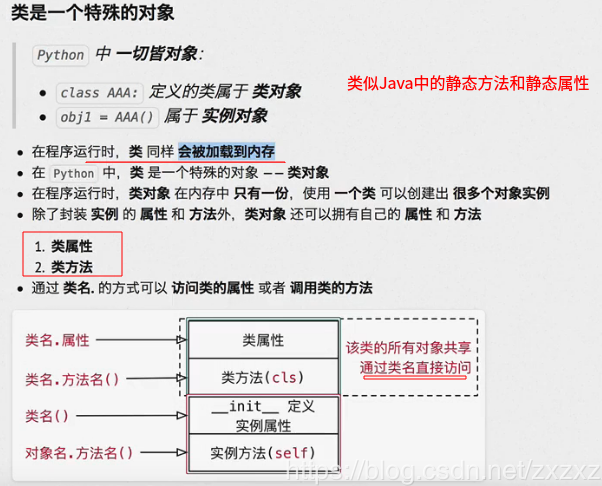 类是一个特殊的对象
Python 中 一切皆对象:
类似Java中的静态方法和静态属性
• class AAA: 定义的类属于 类对象
• obj1 = AAA() 属于 实例对象
• 在程序运行时，类 同样 会被加载到内存
• 在 Python 中，类 是一个特殊的对象 —— 类对象
• 在程序运行时，类对象 在内存中 只有一份，使用 一个类 可以创建出 很多个对象实例
• 除了封装 实例 的 属性 和 方法外，类对象 还可以拥有自己的 属性 和 方法
1. 类属性
2. 类方法
• 通过 类名. 的方式可以 访问类的属性 或者 调用类的方法
类名.属性
类属性
该类的所有对象共享
通过类名直接访问
类名.方法名()
类方法(cls)
类名()
__init__ 定义
实例属性
对象名.方法名()
实例方法(self)
https://blog.csdn.net/zxzxz